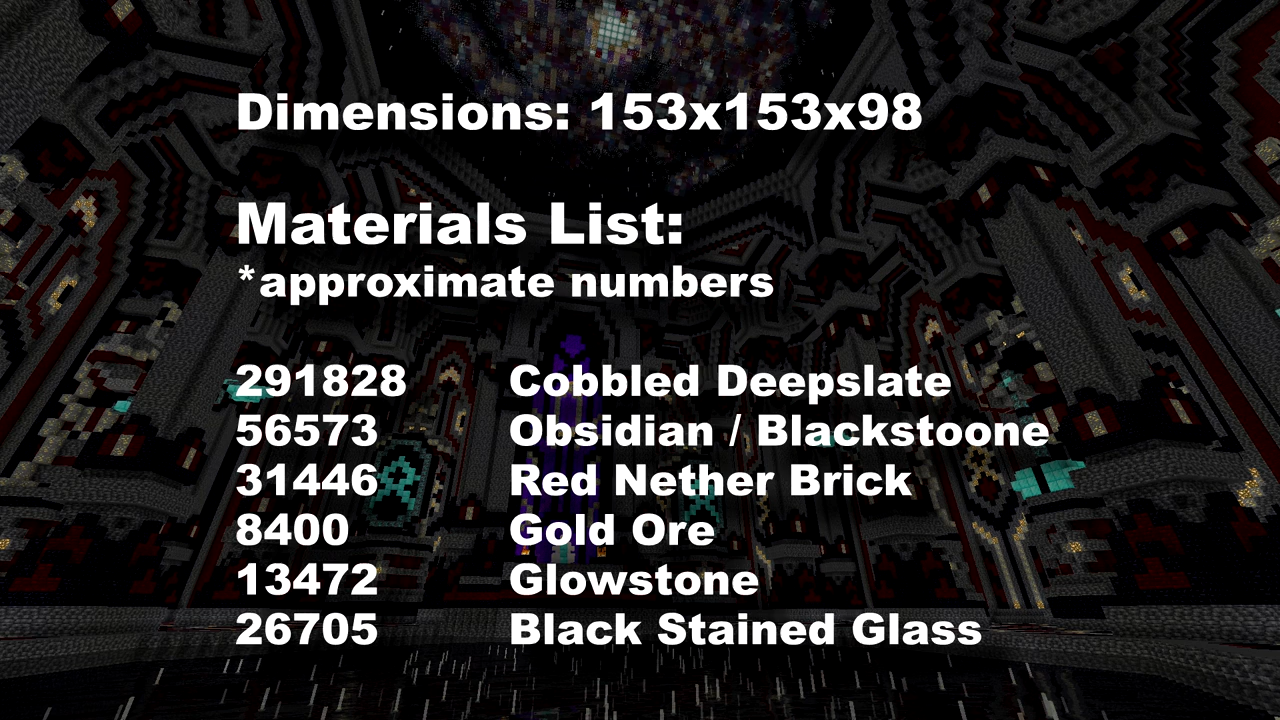 Dimensions: 153x153x98
Materials List:
*approximate numbers
291828 Cobbled Deepslate
56573 Obsidian / Blackstoone
31446 Red Nether Brick
8400 Gold Ore
13472 Glowstone
26705 Black Stained Glass